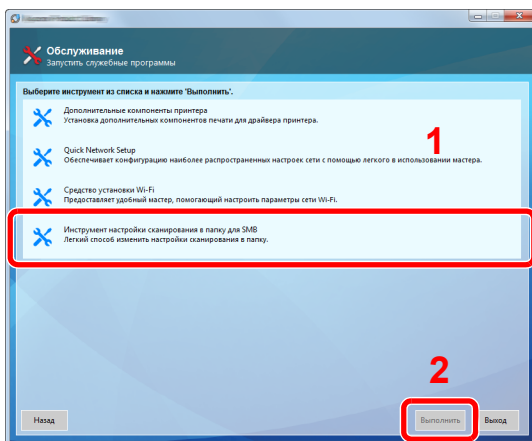 Обслуживание
Запустить служебные программы
Выберите инструмент из списка и нажмите 'Выполнить'.
Дополнительные компоненты принтера
Установка дополнительных компонентов печати для драйвера принтера.
1
Quick Network Setup
Обеспечивает конфигурацию наиболее распространенных настроек сети с помощью легкого в использовании мастера.
Средство установки Wi-Fi
Предоставляет удобный мастер, помогающий настроить параметры сети Wi-Fi.
Инструмент настройки сканирования в папку для SMB
Легкий способ изменить настройки сканирования в папку.
2
Назад
Выполнить
Выход